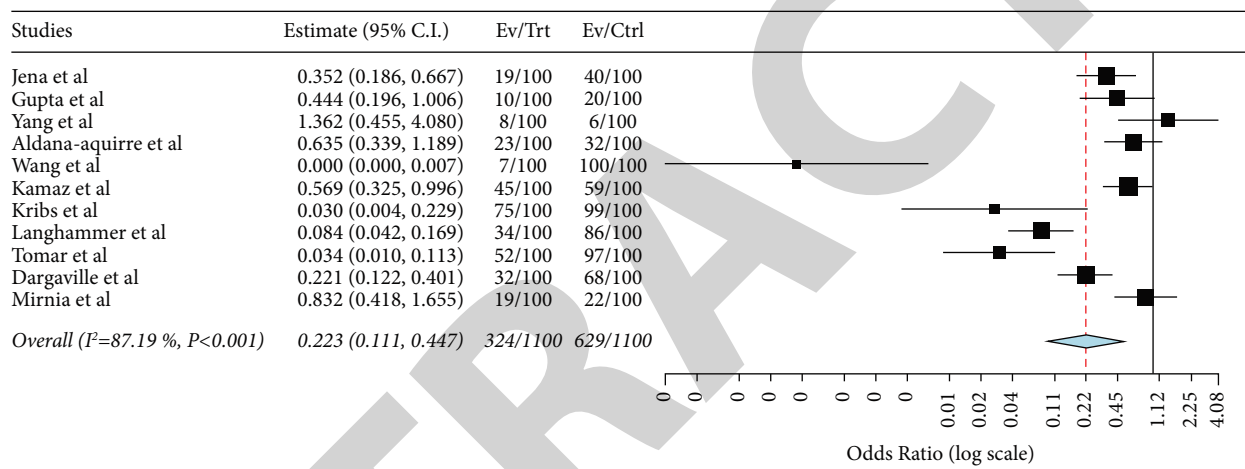 Studies Estimate (95% C.I.) Ev/Trt Ev/Ctrl
Jena et al 0.352 (0.186, 0.667) 19/100 40/100
Gupta et al 0.444 (0.196, 1.006) 10/100 20/100
Yang et al 1.362 (0.455, 4.080) 8/100 6/100
Aldana-aquirre et al 0.635 (0.339, 1.189) 23/100 32/100
Wang et al 0.000 (0.000, 0.007) 7/100 100/100
Kamaz et al 0.569 (0.325, 0.996) 45/100 59/100
Kribs et al 0.030 (0.004, 0.229) 75/100 99/100
Langhammer et al 0.084 (0.042, 0.169) 34/100 86/100
Tomar et al 0.034 (0.010, 0.113) 52/100 97/100
Dargaville et al 0.221 (0.122, 0.401) 32/100 68/100
Mirnia et al 0.832 (0.418, 1.655) 19/100 22/100
Overall (I²=87.19 %, P<0.001) 0.223 (0.111, 0.447) 324/1100 629/1100
0 0 0 0 0 0 0 0 0.01 0.02 0.04 0.11 0.22 0.45 1.12 2.25 4.08
Odds Ratio (log scale)
TRACT